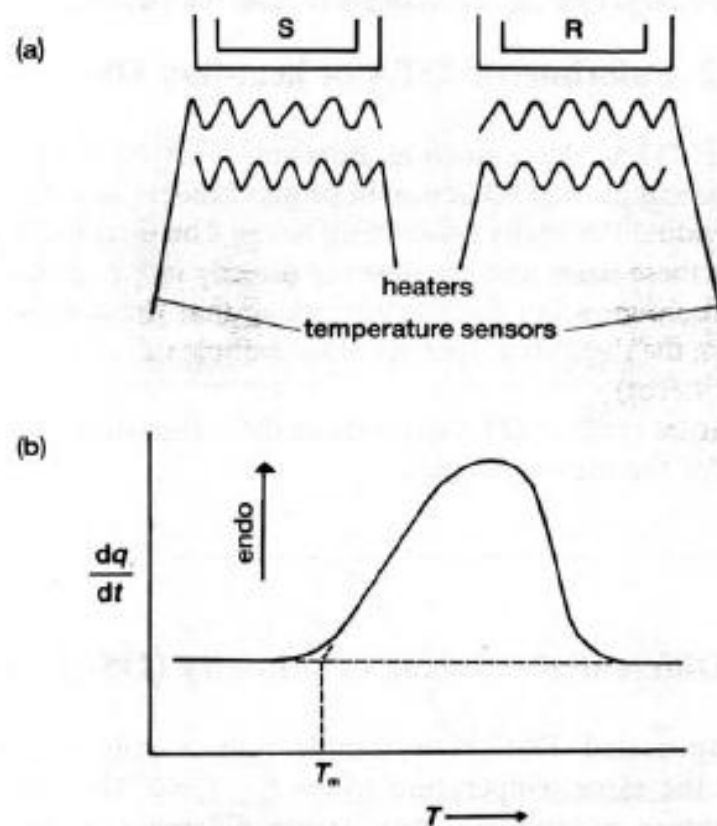 (a)
S
R
heaters
temperature sensors
(b)
endo
dq
dt
Tm
T